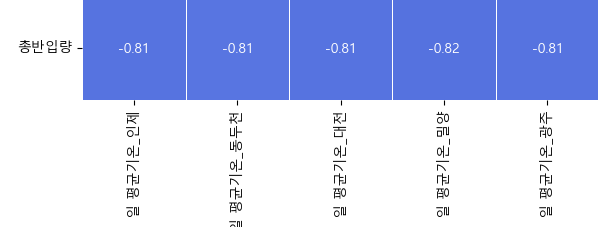 총반입량
-0.81
-0.81
-0.81
-0.82
-0.81
일 평균기온_인제
일 평균기온_동두천
일 평균기온_대전
일 평균기온_밀양
일 평균기온_광주